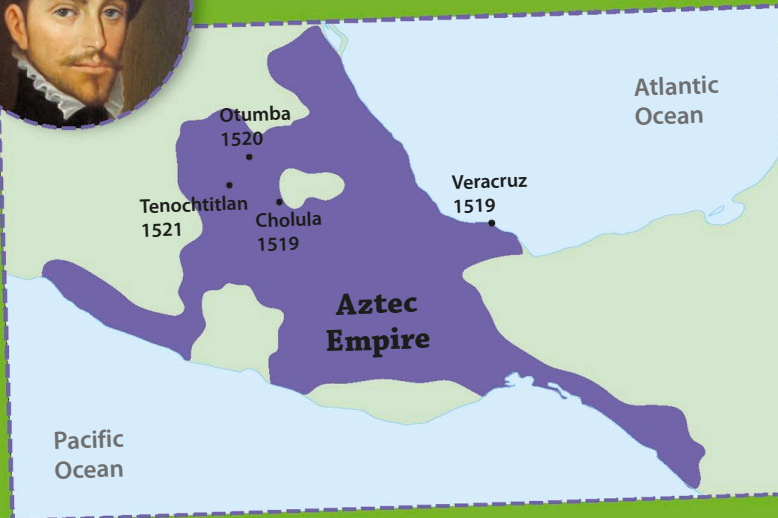 Atlantic
Ocean
Otumba
1520
Veracruz
1519
Tenochtitlan
1521
Cholula
1519
Aztec
Empire
Pacific
Ocean